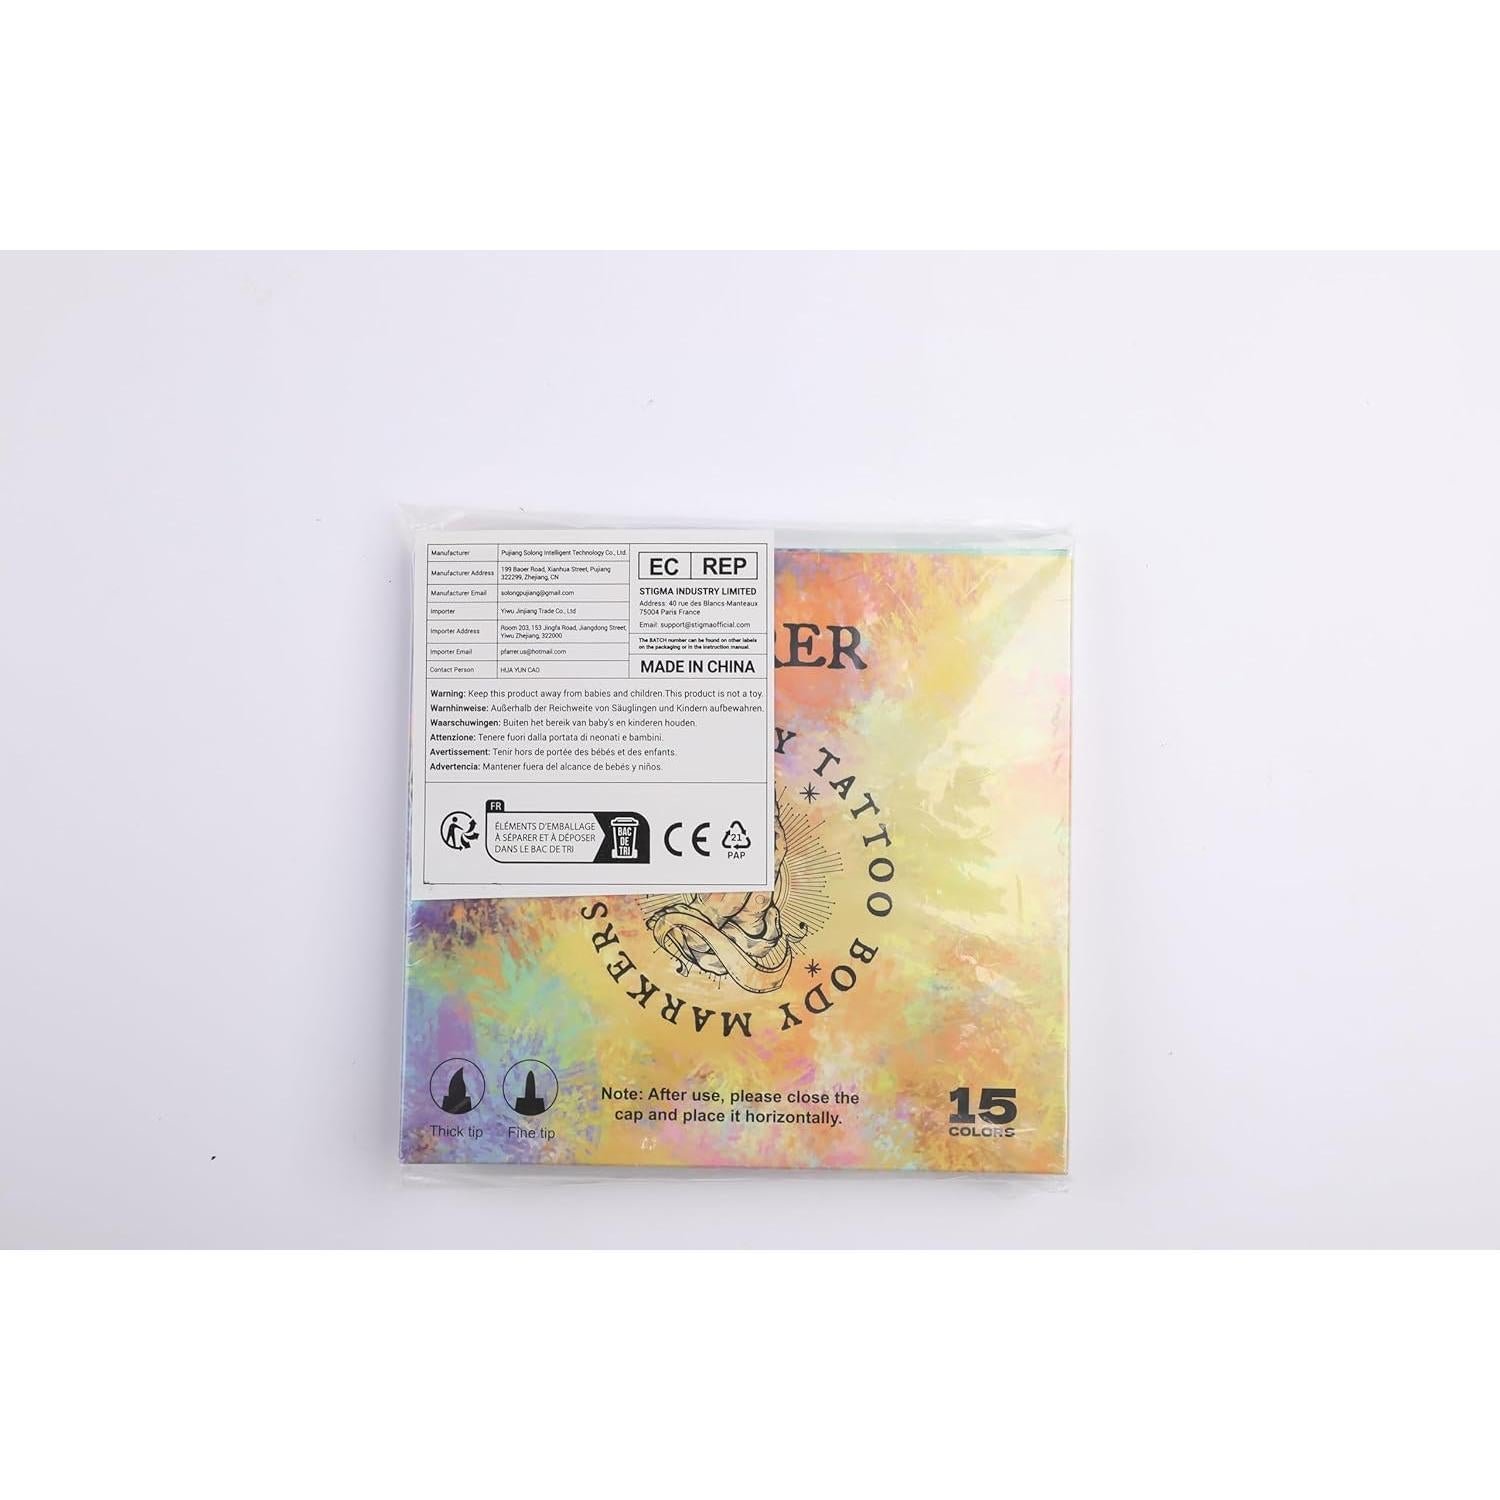 Manufacturer Pujiang Solong Intelligent Technology Co., Ltd.
Manufacturer Address 199 Baoer Road, Xianhua Street, Pujiang
322299, Zhejiang, CN
Manufacturer Email solongpujiang@gmail.com
Importer Yiwu Jinjiang Trade Co., Ltd
Importer Address Room 203, 153 Jingfa Road, Jiangdong Street,
Yiwu Zhejiang, 322000
Importer Email pfarrer.us@hotmail.com
Contact Person HUA YUN CAO
EC REP
STIGMA INDUSTRY LIMITED
Address: 40 rue des Blancs-Manteaux
75004 Paris France
Email: support@stigmaofficial.com
The BATCH number can be found on other labels
on the packaging or in the instruction manual.
MADE IN CHINA
Warning: Keep this product away from babies and children.This product is not a toy.
Warnhinweise: Außerhalb der Reichweite von Säuglingen und Kindern aufbewahren.
Waarschuwingen: Buiten het bereik van baby's en kinderen houden.
Attenzione: Tenere fuori dalla portata di neonati e bambini.
Avertissement: Tenir hors de portée des bébés et des enfants.
Advertencia: Mantener fuera del alcance de bebés y niños.
FR
ÉLÉMENTS D'EMBALLAGE
À SÉPARER ET À DÉPOSER
DANS LE BAC DE TRI
BAC
DE
TRI
CE
21
PAP
RER
Y TATTOO BODY MARKERS
Thick tip
Fine tip
Note: After use, please close the
cap and place it horizontally.
15
COLORS